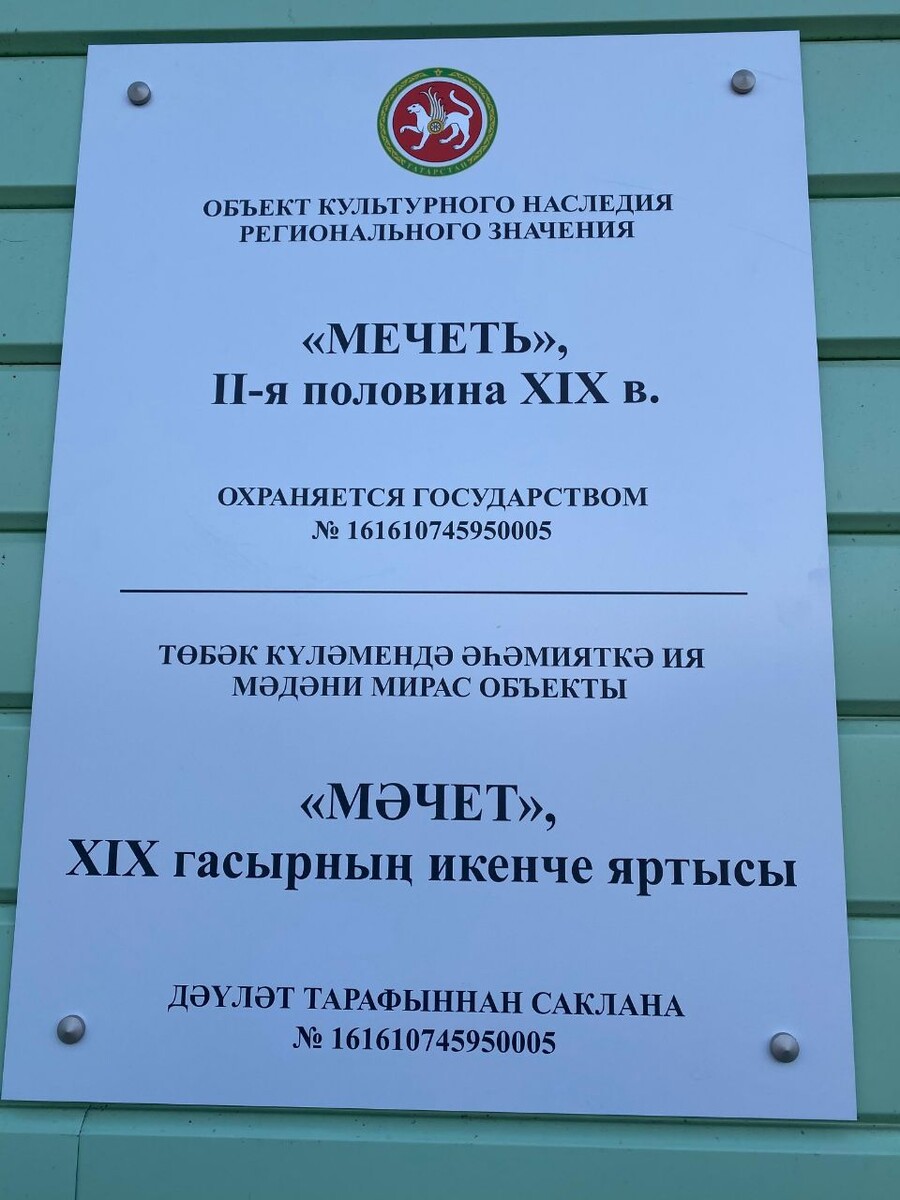 ТАТАРСТАН
ОБЪЕКТ КУЛЬТУРНОГО НАСЛЕДИЯ
РЕГИОНАЛЬНОГО ЗНАЧЕНИЯ
«МЕЧЕТЬ»,
II-я половина XIX в.
ОХРАНЯЕТСЯ ГОСУДАРСТВОМ
№ 161610745950005
ТӨБӘК КҮЛӘМЕНДӘ ӘҺӘМИЯТКӘ ИЯ
МӘДӘНИ МИРАС ОБЪЕКТЫ
«МӘЧЕТ»,
XIX гасырның икенче яртысы
ДӘҮЛӘТ ТАРАФЫННАН САКЛАНА
№ 161610745950005